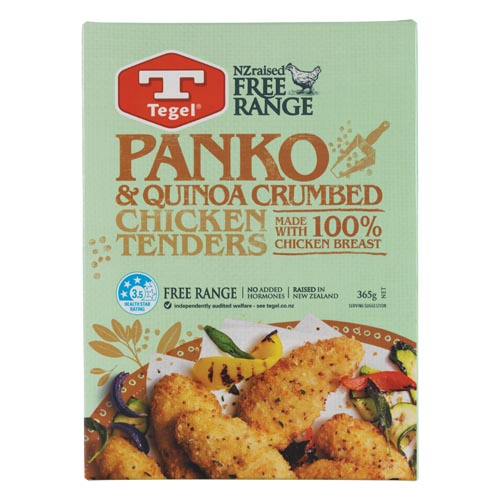 Tegel®
NZraised
FREE
RANGE
PANKO
& QUINOA CRUMBED
CHICKEN
TENDERS
MADE
WITH 100%
CHICKEN BREAST
3.5
HEALTH STAR
RATING
FREE RANGE
NO ADDED
HORMONES
RAISED IN
NEW ZEALAND
independently audited welfare - see tegel.co.nz
365g NET
SERVING SUGGESTION